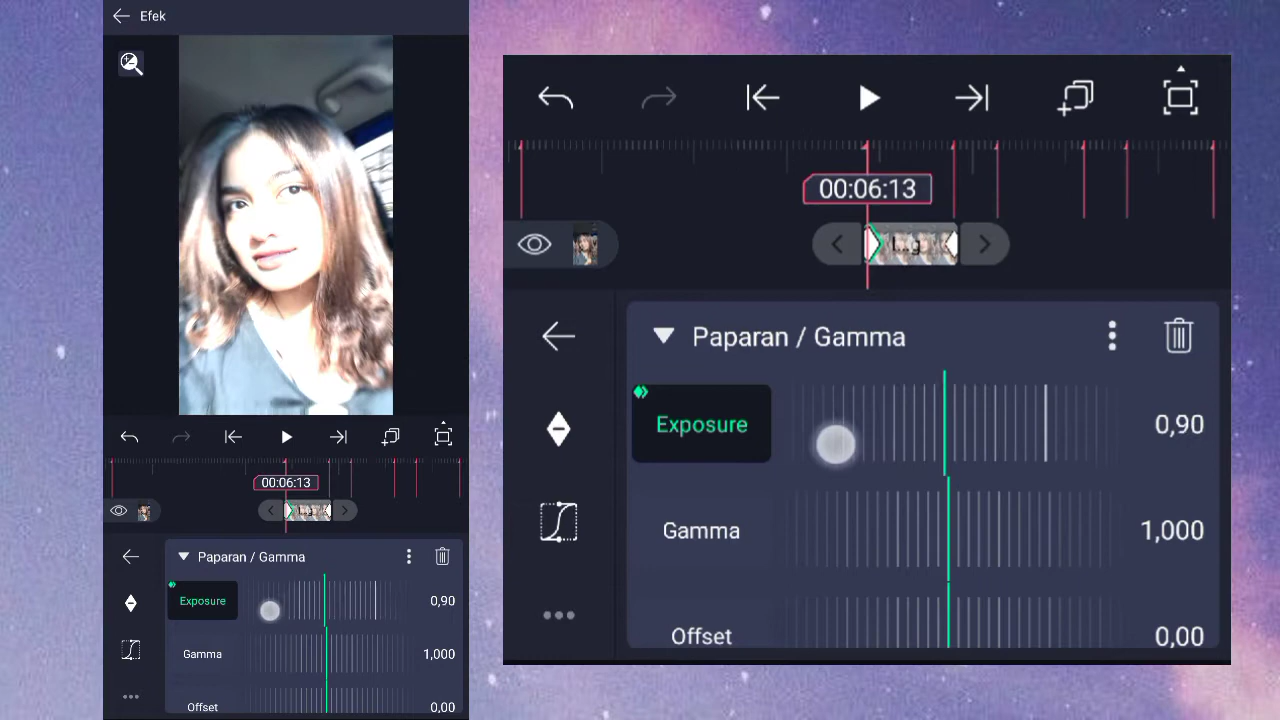 Efek
00:06:13
Paparan / Gamma
Exposure
0,90
Gamma
1,000
Offset
0,00
00:06:13
Paparan / Gamma
Exposure
0,90
Gamma
1,000
Offset
0,00